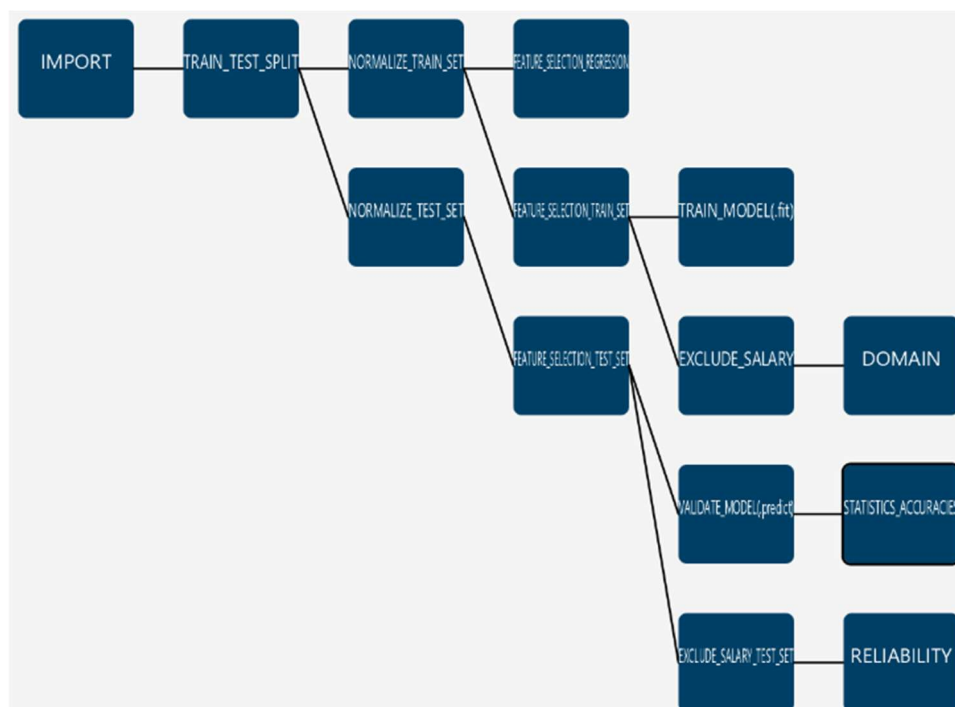 IMPORT
TRAIN_TEST_SPLIT
NORMALIZE_TRAIN_SET
FEATURE_SELECTION_REGRESSION
NORMALIZE_TEST_SET
FEATURE_SELECTION_TRAIN_SET
TRAIN_MODEL(.fit)
FEATURE_SELECTION_TEST_SET
EXCLUDE_SALARY
DOMAIN
VALIDATE_MODEL(.predict)
STATISTICS_ACCURACIES
EXCLUDE_SALARY_TEST_SET
RELIABILITY